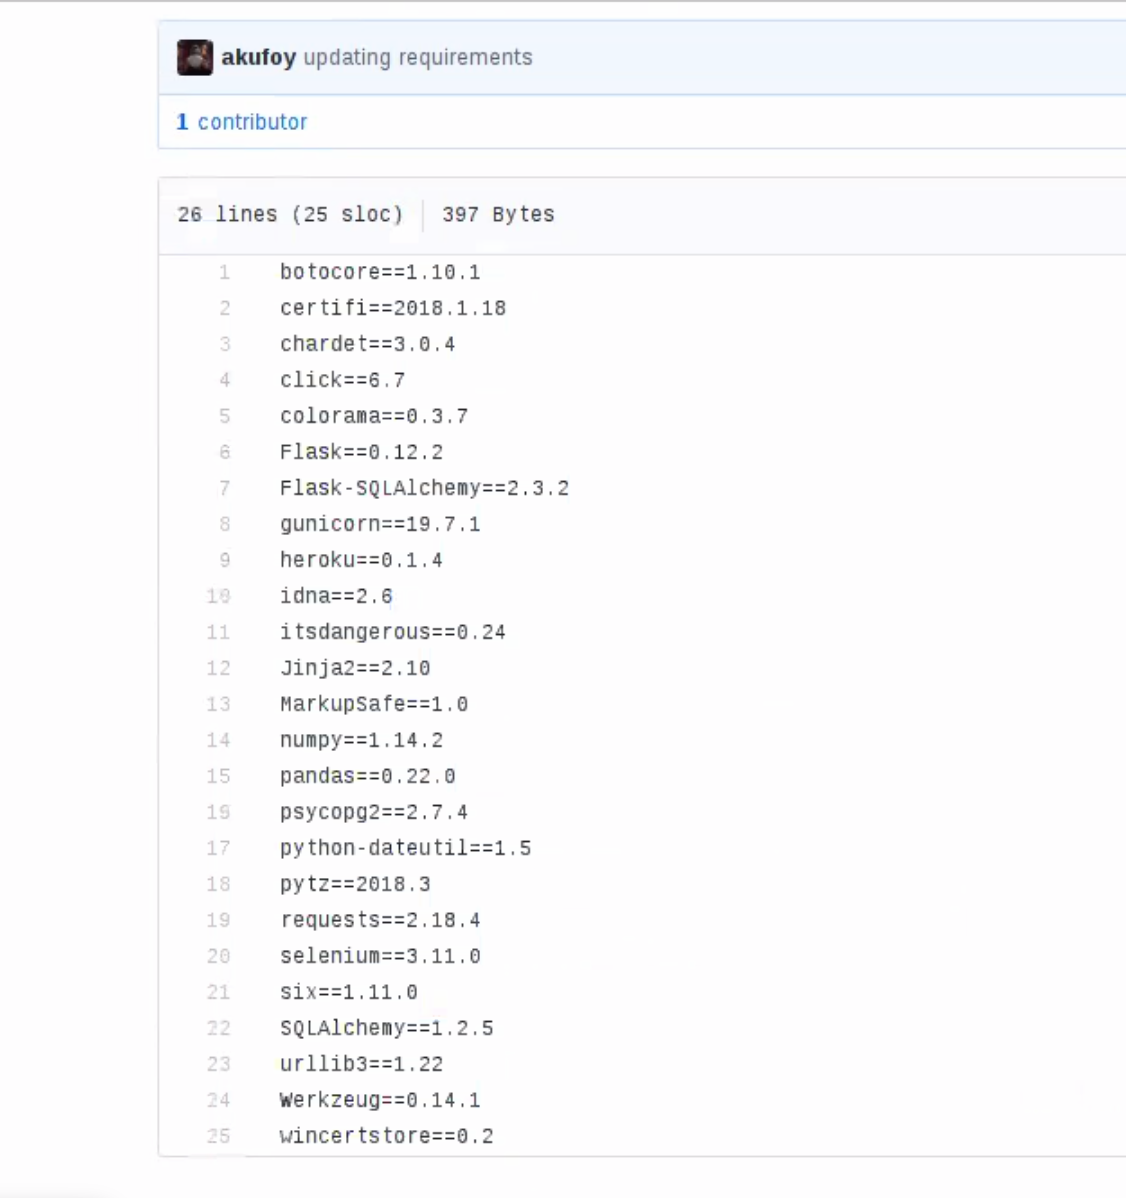 akufoy updating requirements
1 contributor
26 lines (25 sloc) 397 Bytes
1 botocore==1.10.1
2 certifi==2018.1.18
3 chardet==3.0.4
4 click==6.7
5 colorama==0.3.7
6 Flask==0.12.2
7 Flask-SQLAlchemy==2.3.2
8 gunicorn==19.7.1
9 heroku==0.1.4
10 idna==2.6
11 itsdangerous==0.24
12 Jinja2==2.10
13 MarkupSafe==1.0
14 numpy==1.14.2
15 pandas==0.22.0
16 psycopg2==2.7.4
17 python-dateutil==1.5
18 pytz==2018.3
19 requests==2.18.4
20 selenium==3.11.0
21 six==1.11.0
22 SQLAlchemy==1.2.5
23 urllib3==1.22
24 Werkzeug==0.14.1
25 wincertstore==0.2